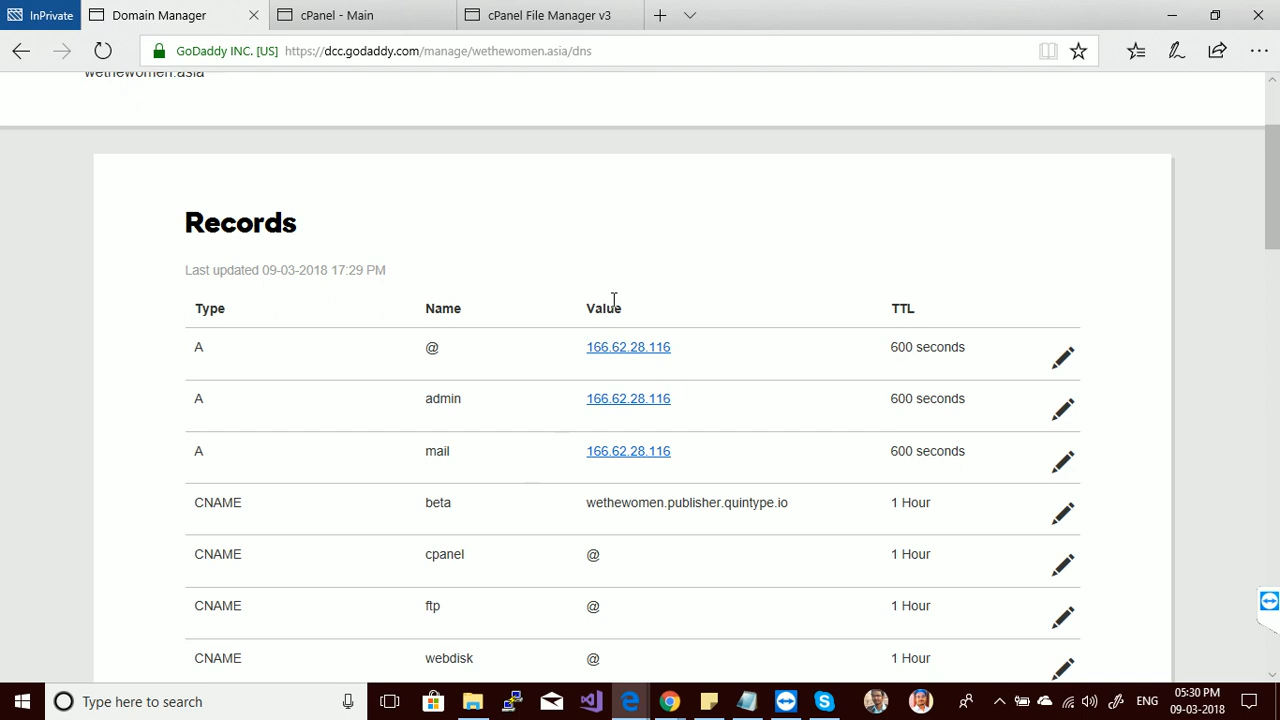 InPrivate
Domain Manager
cPanel - Main
cPanel File Manager v3
GoDaddy INC. [US]
https://dcc.godaddy.com/manage/wethewomen.asia/dns
wethewomen.asia
Records
Last updated 09-03-2018 17:29 PM
Type Name Value TTL
A @ 166.62.28.116 600 seconds
A admin 166.62.28.116 600 seconds
A mail 166.62.28.116 600 seconds
CNAME beta wethewomen.publisher.quintype.io 1 Hour
CNAME cpanel @ 1 Hour
CNAME ftp @ 1 Hour
CNAME webdisk @ 1 Hour
Type here to search
ENG
05:30 PM
09-03-2018